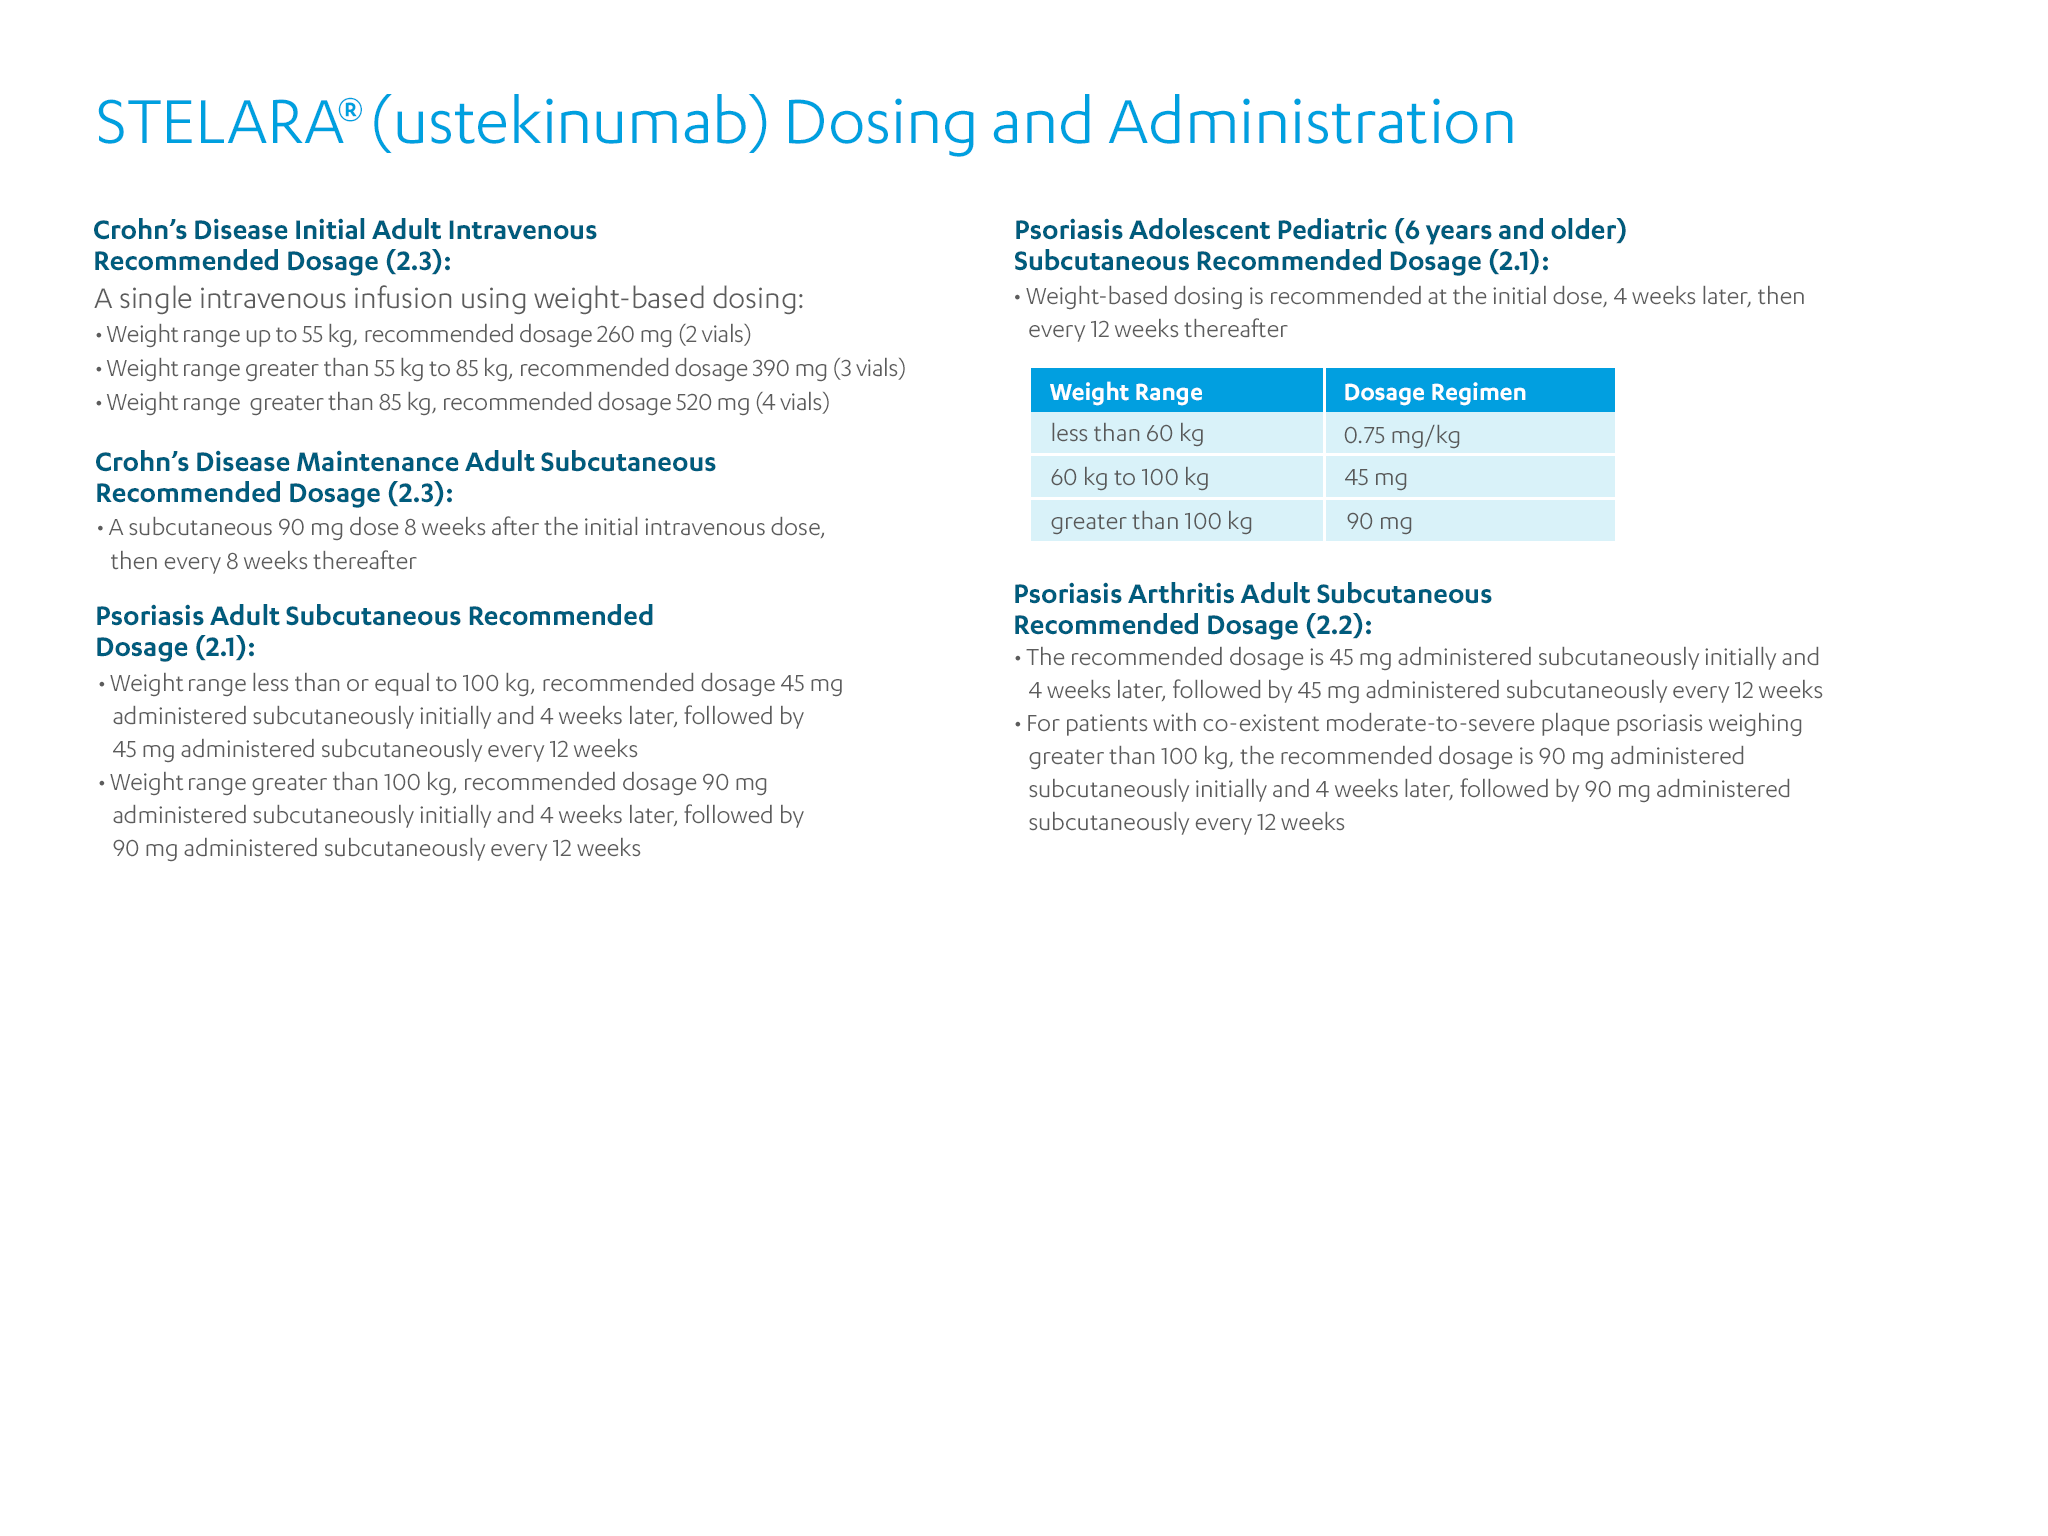 STELARA® (ustekinumab) Dosing and Administration
Crohn’s Disease Initial Adult Intravenous
Recommended Dosage (2.3):
A single intravenous infusion using weight-based dosing:
• Weight range up to 55 kg, recommended dosage 260 mg (2 vials)
• Weight range greater than 55 kg to 85 kg, recommended dosage 390 mg (3 vials)
• Weight range greater than 85 kg, recommended dosage 520 mg (4 vials)
Crohn’s Disease Maintenance Adult Subcutaneous
Recommended Dosage (2.3):
• A subcutaneous 90 mg dose 8 weeks after the initial intravenous dose,
then every 8 weeks thereafter
Psoriasis Adult Subcutaneous Recommended
Dosage (2.1):
• Weight range less than or equal to 100 kg, recommended dosage 45 mg
administered subcutaneously initially and 4 weeks later, followed by
45 mg administered subcutaneously every 12 weeks
• Weight range greater than 100 kg, recommended dosage 90 mg
administered subcutaneously initially and 4 weeks later, followed by
90 mg administered subcutaneously every 12 weeks
Psoriasis Adolescent Pediatric (6 years and older)
Subcutaneous Recommended Dosage (2.1):
• Weight-based dosing is recommended at the initial dose, 4 weeks later, then
every 12 weeks thereafter
Weight Range Dosage Regimen
less than 60 kg 0.75 mg/kg
60 kg to 100 kg 45 mg
greater than 100 kg 90 mg
Psoriasis Arthritis Adult Subcutaneous
Recommended Dosage (2.2):
• The recommended dosage is 45 mg administered subcutaneously initially and
4 weeks later, followed by 45 mg administered subcutaneously every 12 weeks
• For patients with co-existent moderate-to-severe plaque psoriasis weighing
greater than 100 kg, the recommended dosage is 90 mg administered
subcutaneously initially and 4 weeks later, followed by 90 mg administered
subcutaneously every 12 weeks